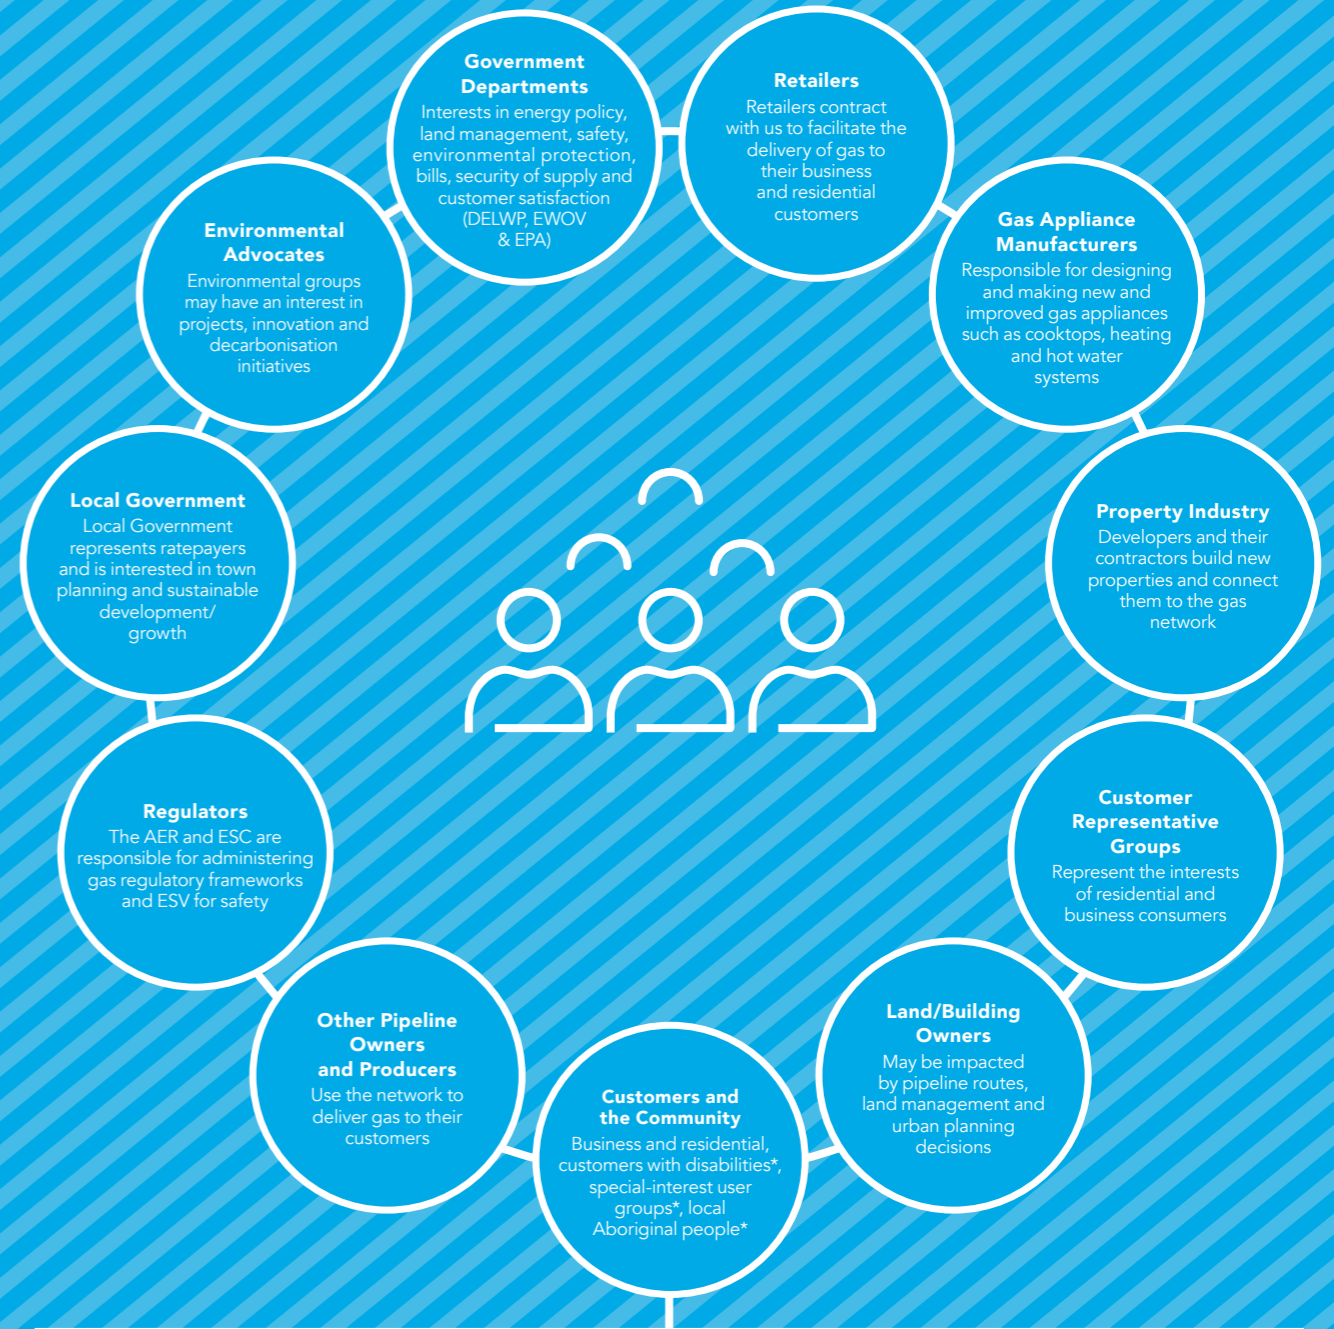 Government
Departments
Interests in energy policy,
land management, safety,
environmental protection,
bills, security of supply and
customer satisfaction
(DELWP, EWOV
& EPA)
Retailers
Retailers contract
with us to facilitate the
delivery of gas to
their business
and residential
customers
Gas Appliance
Manufacturers
Responsible for designing
and making new and
improved gas appliances
such as cooktops, heating
and hot water
systems
Property Industry
Developers and their
contractors build new
properties and connect
them to the gas
network
Customer
Representative
Groups
Represent the interests
of residential and
business consumers
Land/Building
Owners
May be impacted
by pipeline routes,
land management and
urban planning
decisions
Customers and
the Community
Business and residential,
customers with disabilities*,
special-interest user
groups*, local
Aboriginal people*
Other Pipeline
Owners
and Producers
Use the network to
deliver gas to their
customers
Regulators
The AER and ESC are
responsible for administering
gas regulatory frameworks
and ESV for safety
Local Government
Local Government
represents ratepayers
and is interested in town
planning and sustainable
development/
growth
Environmental
Advocates
Environmental groups
may have an interest in
projects, innovation and
decarbonisation
initiatives